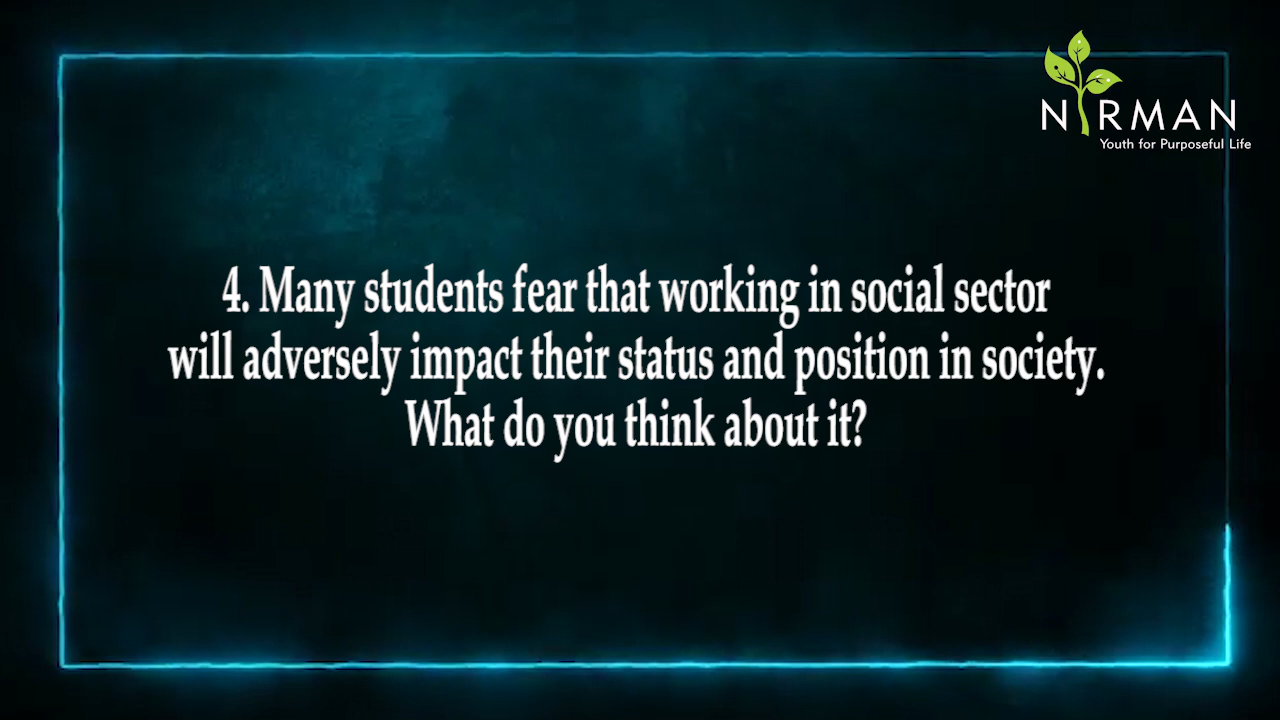 NIRMAN
Youth for Purposeful Life
4. Many students fear that working in social sector
will adversely impact their status and position in society.
What do you think about it?